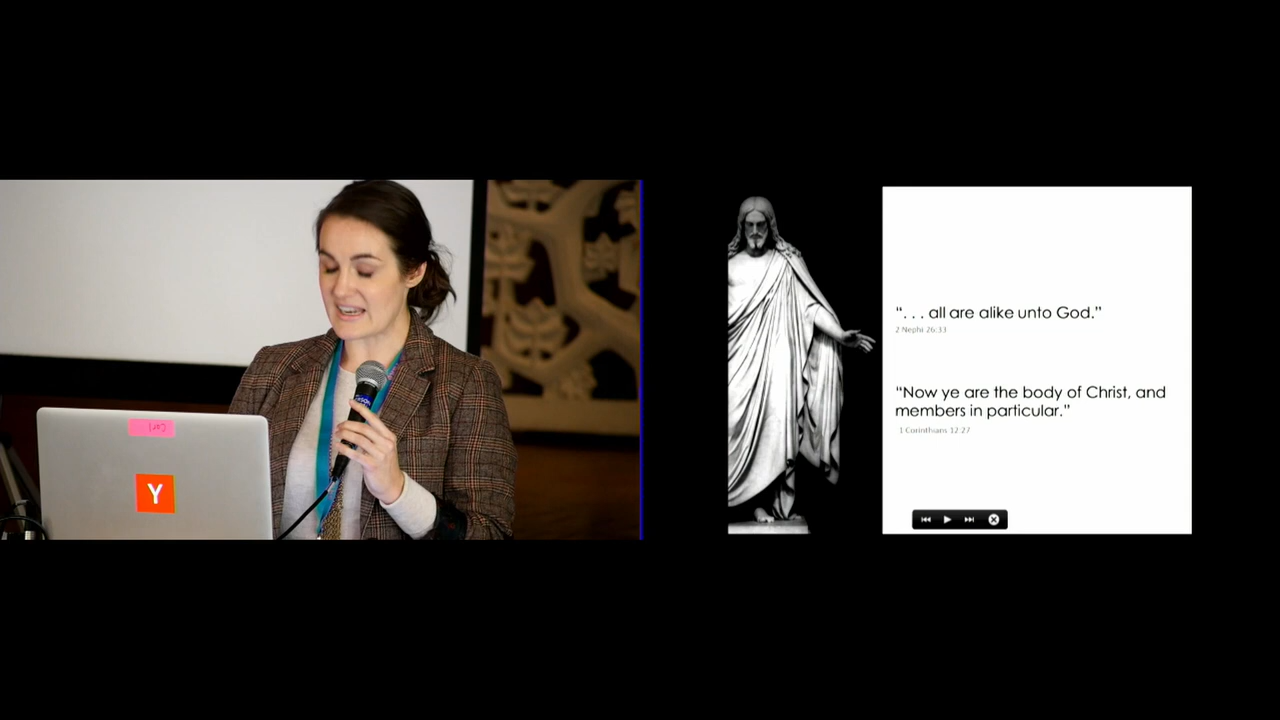 Y
“. . . all are alike unto God.”
2 Nephi 26:33
“Now ye are the body of Christ, and
members in particular.”
1 Corinthians 12:27